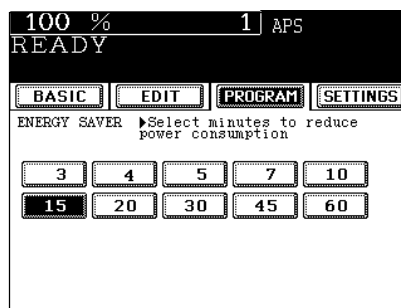 100 % 1 APS
READY
BASIC EDIT PROGRAM SETTINGS
ENERGY SAVER ▶Select minutes to reduce
power consumption
3 4 5 7 10
15 20 30 45 60